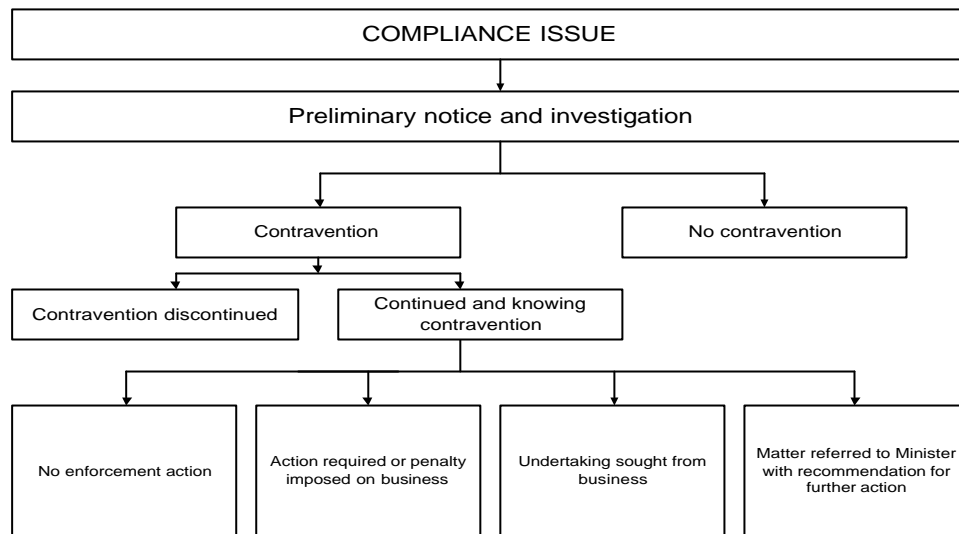 COMPLIANCE ISSUE
Preliminary notice and investigation
Contravention
No contravention
Contravention discontinued
Continued and knowing
contravention
No enforcement action
Action required or penalty
imposed on business
Undertaking sought from
business
Matter referred to Minister
with recommendation for
further action